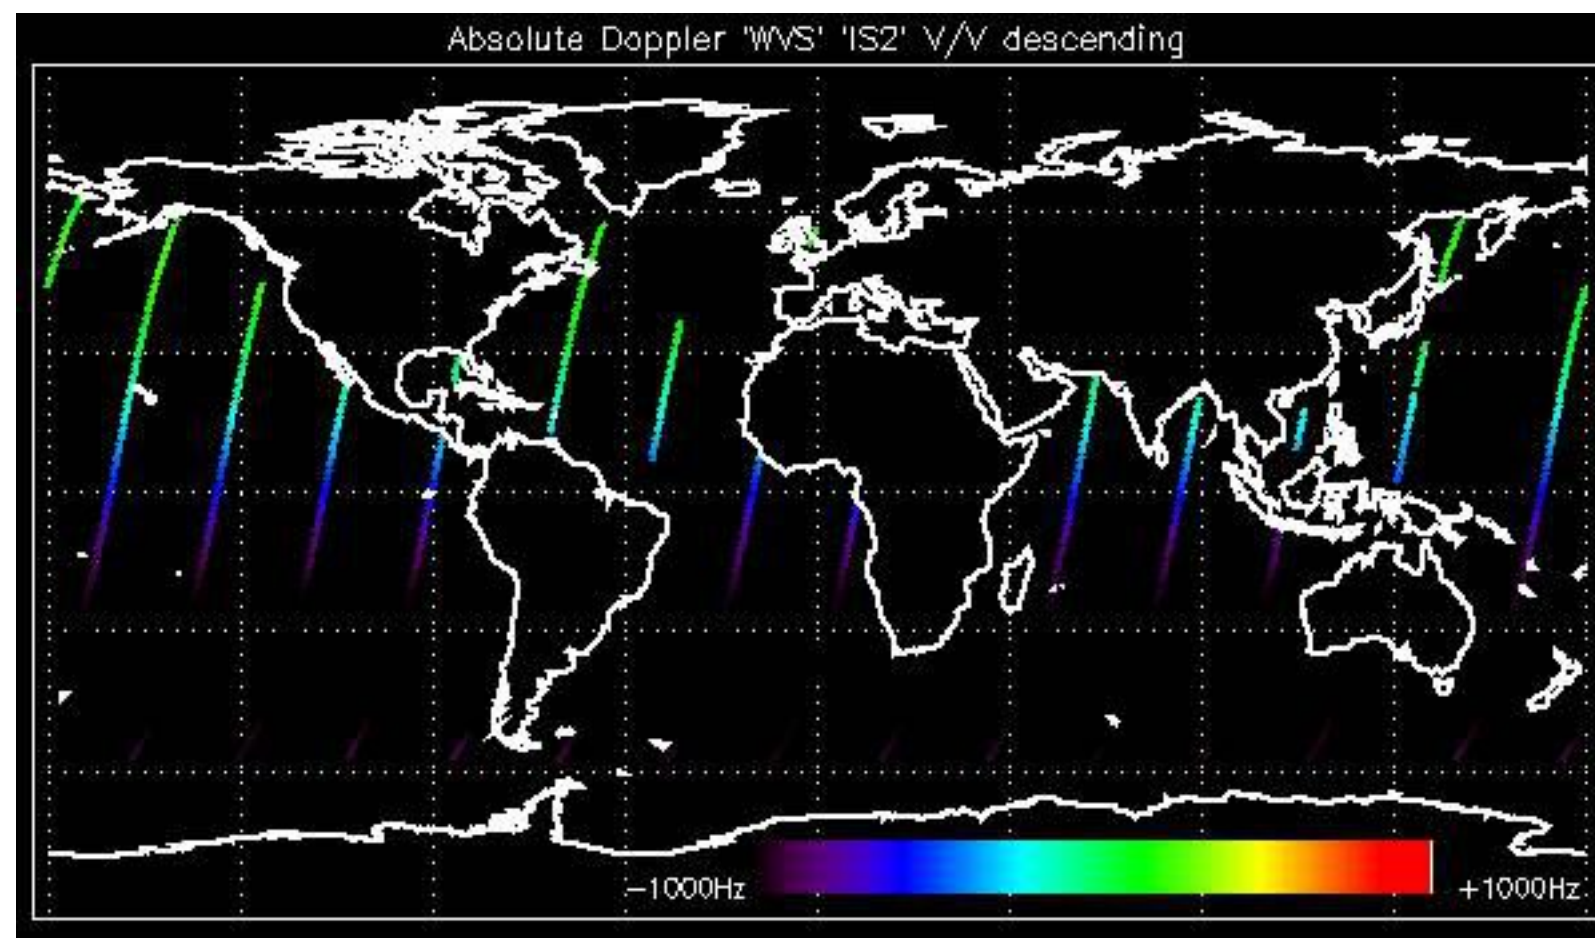 Absolute Doppler 'WVS' 'IS2' V/V descending
−1000Hz
+1000Hz